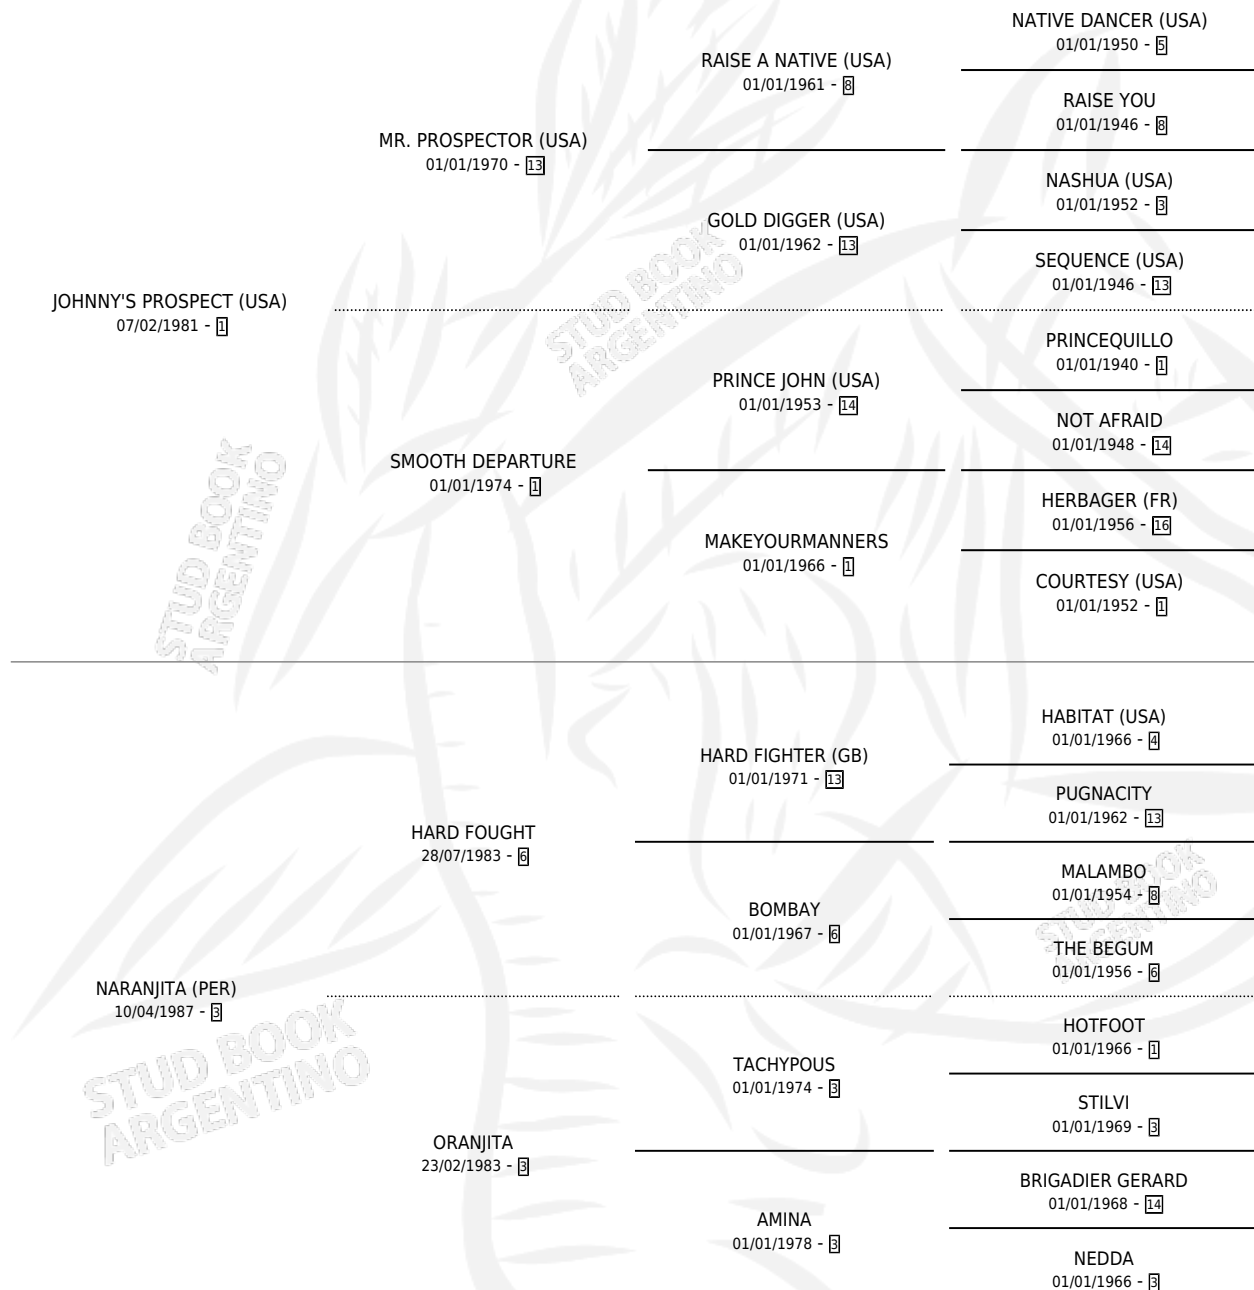 NATIVE DANCER (USA)
01/01/1950 - 5
RAISE A NATIVE (USA)
01/01/1961 - 8
RAISE YOU
01/01/1946 - 8
MR. PROSPECTOR (USA)
01/01/1970 - 13
NASHUA (USA)
01/01/1952 - 3
GOLD DIGGER (USA)
01/01/1962 - 13
SEQUENCE (USA)
01/01/1946 - 13
JOHNNY'S PROSPECT (USA)
07/02/1981 - 1
STUD BOOK
ARGENTINO
PRINCEQUILLO
01/01/1940 - 1
PRINCE JOHN (USA)
01/01/1953 - 14
NOT AFRAID
01/01/1948 - 14
SMOOTH DEPARTURE
01/01/1974 - 1
HERBAGER (FR)
01/01/1956 - 16
MAKEYOURMANNERS
01/01/1966 - 1
COURTESY (USA)
01/01/1952 - 1
STUD BOOK
ARGENTINO
HABITAT (USA)
01/01/1966 - 4
HARD FIGHTER (GB)
01/01/1971 - 13
PUGNACITY
01/01/1962 - 13
HARD FOUGHT
28/07/1983 - 6
MALAMBO
01/01/1954 - 8
BOMBAY
01/01/1967 - 6
THE BEGUM
01/01/1956 - 6
STUD BOOK
ARGENTINO
NARANJITA (PER)
10/04/1987 - 3
HOTFOOT
01/01/1966 - 1
TACHYPOUS
01/01/1974 - 3
STILVI
01/01/1969 - 3
STUD BOOK
ARGENTINO
ORANJITA
23/02/1983 - 3
BRIGADIER GERARD
01/01/1968 - 14
AMINA
01/01/1978 - 3
NEDDA
01/01/1966 - 3